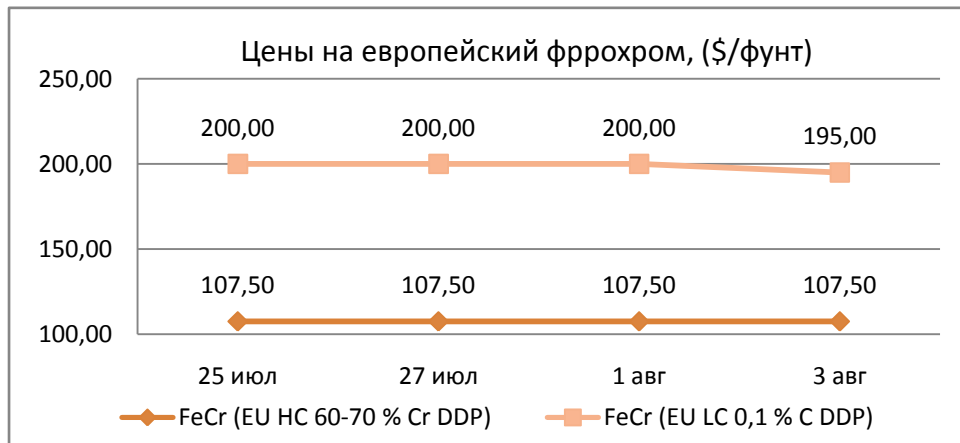 Цены на европейский фррохром, ($/фунт)
250,00
200,00 200,00 200,00 195,00
200,00
150,00
107,50 107,50 107,50 107,50
100,00
25 июл 27 июл 1 авг 3 авг
FeCr (EU HC 60-70 % Cr DDP) FeCr (EU LC 0,1 % C DDP)